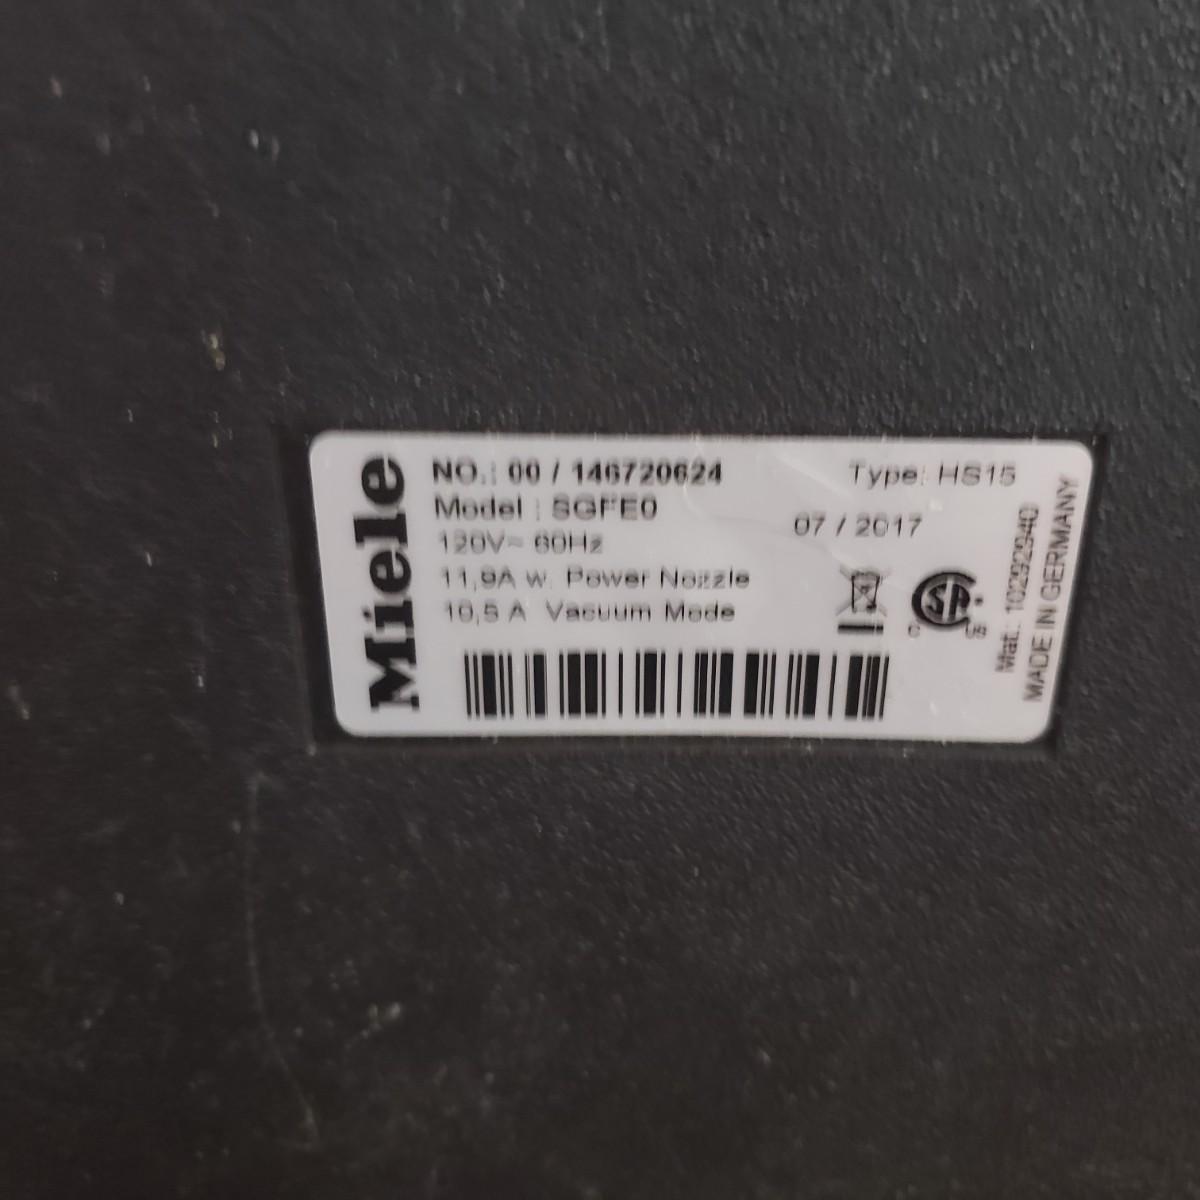 Miele
NO.: 00 / 146720624
Type: HS15
Model : SGFE0
07 / 2017
120V~ 60Hz
11,9A w. Power Nozzle
10,5 A Vacuum Mode
C US
Mat.: 10292940
MADE IN GERMANY